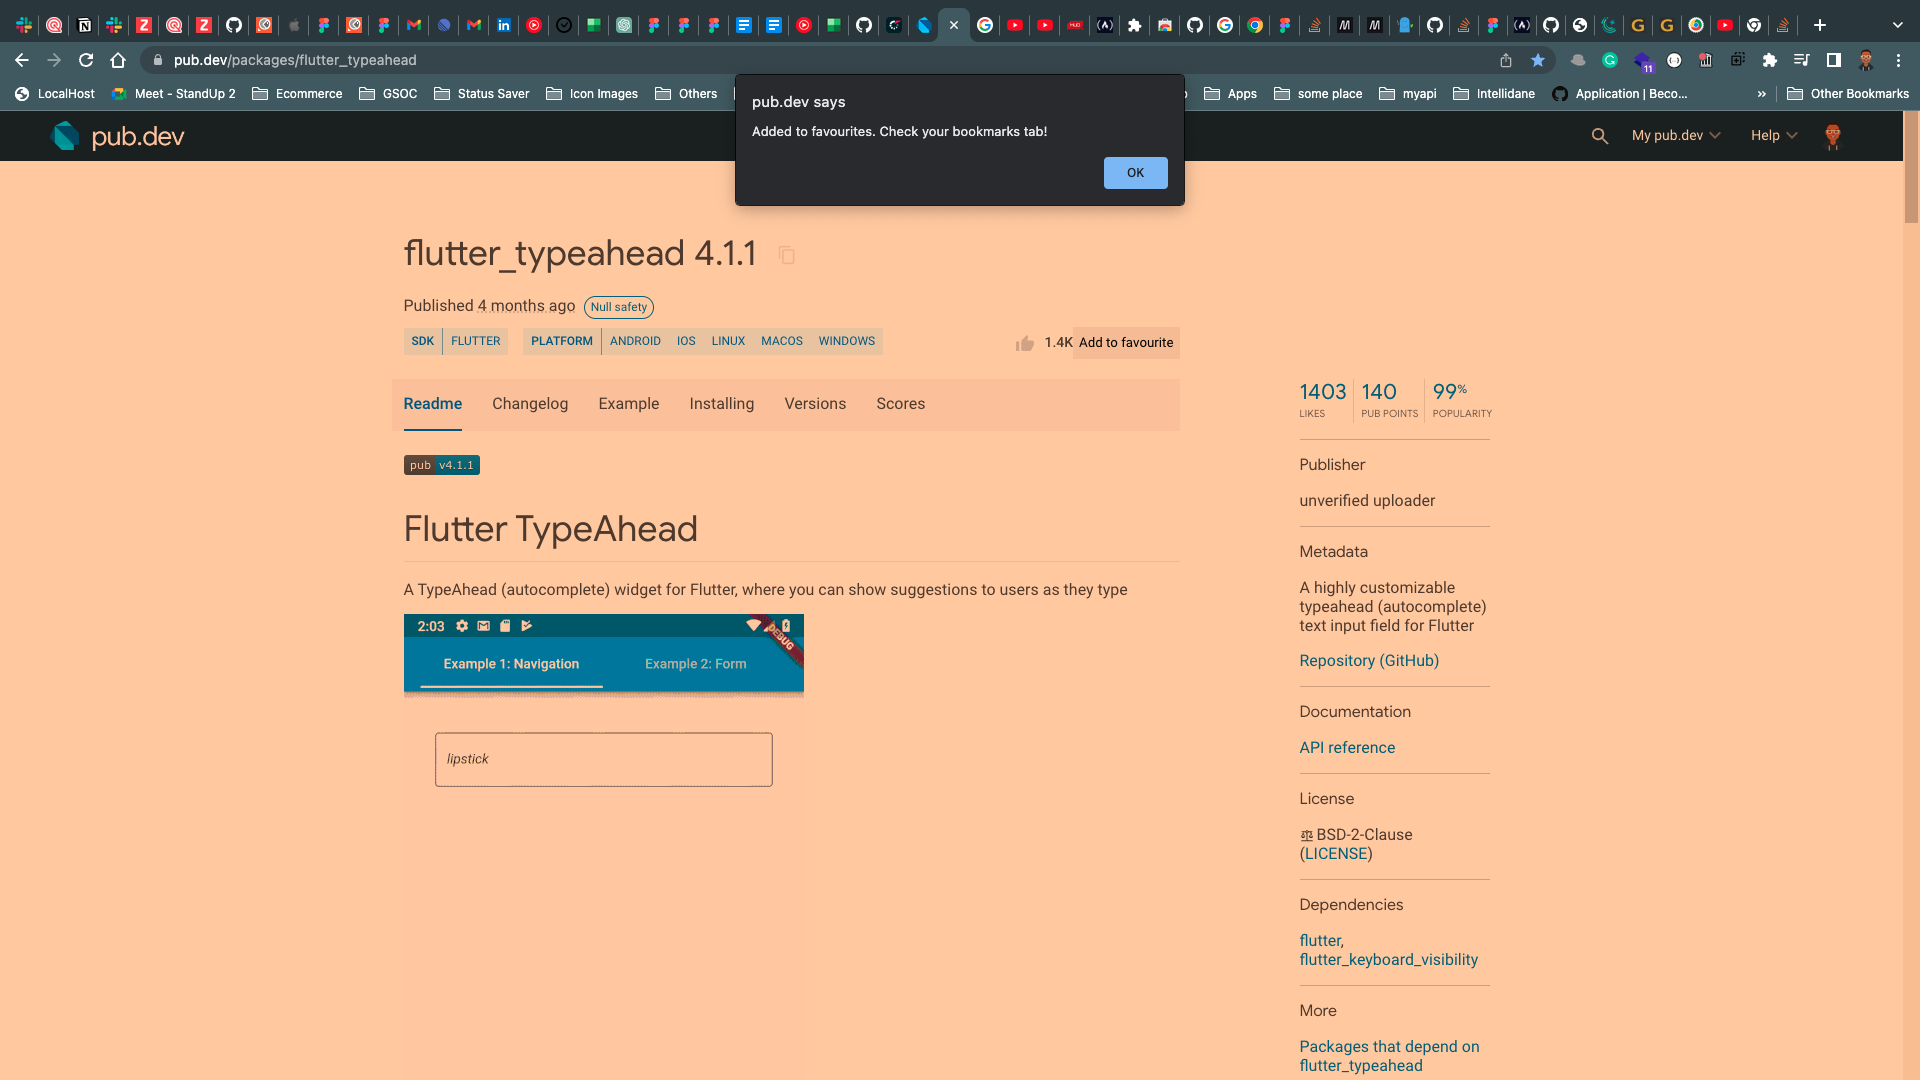 pub.dev/packages/flutter_typeahead
11
LocalHost
Meet - StandUp 2
Ecommerce
GSOC
Status Saver
Icon Images
Others
Apps
some place
myapi
Intellidane
Application | Beco...
»
Other Bookmarks
pub.dev says
Added to favourites. Check your bookmarks tab!
OK
pub.dev
My pub.dev
Help
flutter_typeahead 4.1.1
Published 4 months ago
Null safety
SDK FLUTTER
PLATFORM ANDROID IOS LINUX MACOS WINDOWS
1.4K
Add to favourite
Readme
Changelog
Example
Installing
Versions
Scores
pub v4.1.1
Flutter TypeAhead
A TypeAhead (autocomplete) widget for Flutter, where you can show suggestions to users as they type
2:03
DEBUG
Example 1: Navigation
Example 2: Form
lipstick
1403
LIKES
140
PUB POINTS
99%
POPULARITY
Publisher
unverified uploader
Metadata
A highly customizable
typeahead (autocomplete)
text input field for Flutter
Repository (GitHub)
Documentation
API reference
License
BSD-2-Clause
(LICENSE)
Dependencies
flutter,
flutter_keyboard_visibility
More
Packages that depend on
flutter_typeahead